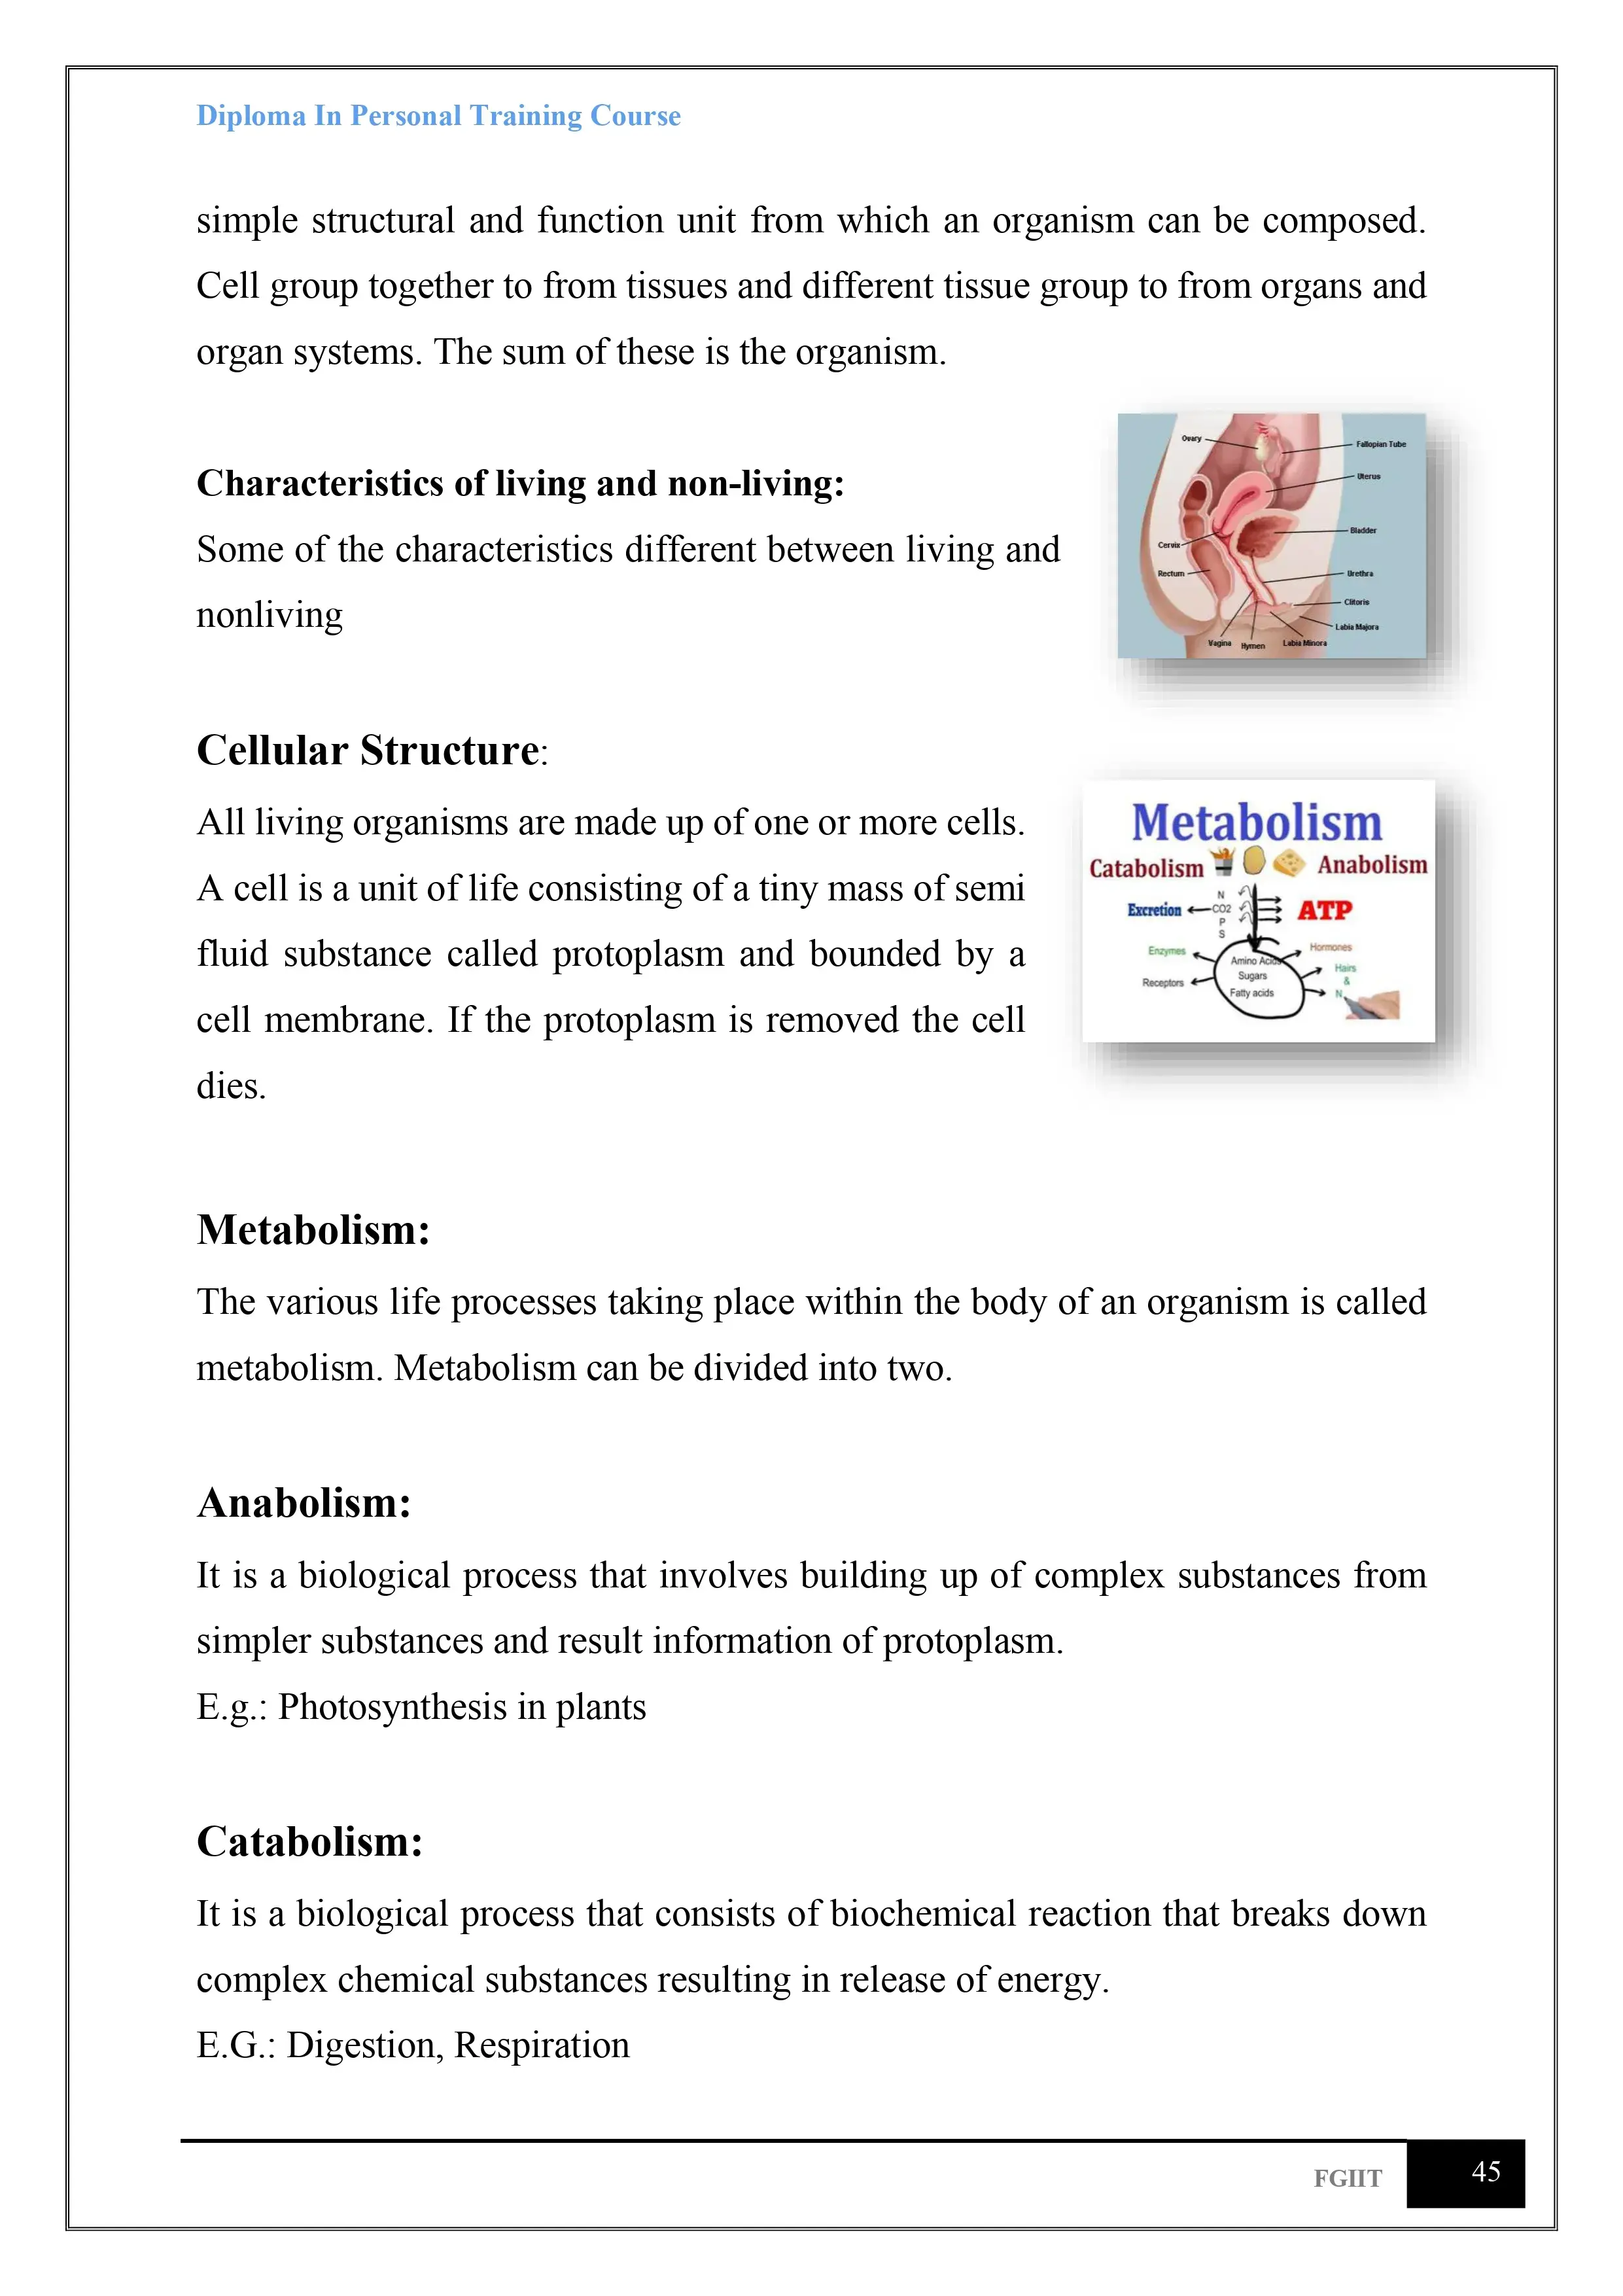 Diploma In Personal Training Course
simple structural and function unit from which an organism can be composed.
Cell group together to from tissues and different tissue group to from organs and
organ systems. The sum of these is the organism.
Characteristics of living and non-living:
Some of the characteristics different between living and
nonliving
Ovary
Fallopian Tube
Uterus
Bladder
Cervix
Rectum
Urethra
Clitoris
Labia Majora
Vagina
Hymen
Labia Minora
Cellular Structure:
All living organisms are made up of one or more cells.
A cell is a unit of life consisting of a tiny mass of semi
fluid substance called protoplasm and bounded by a
cell membrane. If the protoplasm is removed the cell
dies.
Metabolism
Catabolism
Anabolism
Excretion
N
CO2
P
S
ATP
Enzymes
Hormones
Receptors
Amino Acids
Sugars
Fatty acids
Hairs
&
N
Metabolism:
The various life processes taking place within the body of an organism is called
metabolism. Metabolism can be divided into two.
Anabolism:
It is a biological process that involves building up of complex substances from
simpler substances and result information of protoplasm.
E.g.: Photosynthesis in plants
Catabolism:
It is a biological process that consists of biochemical reaction that breaks down
complex chemical substances resulting in release of energy.
E.G.: Digestion, Respiration
FGIIT
45